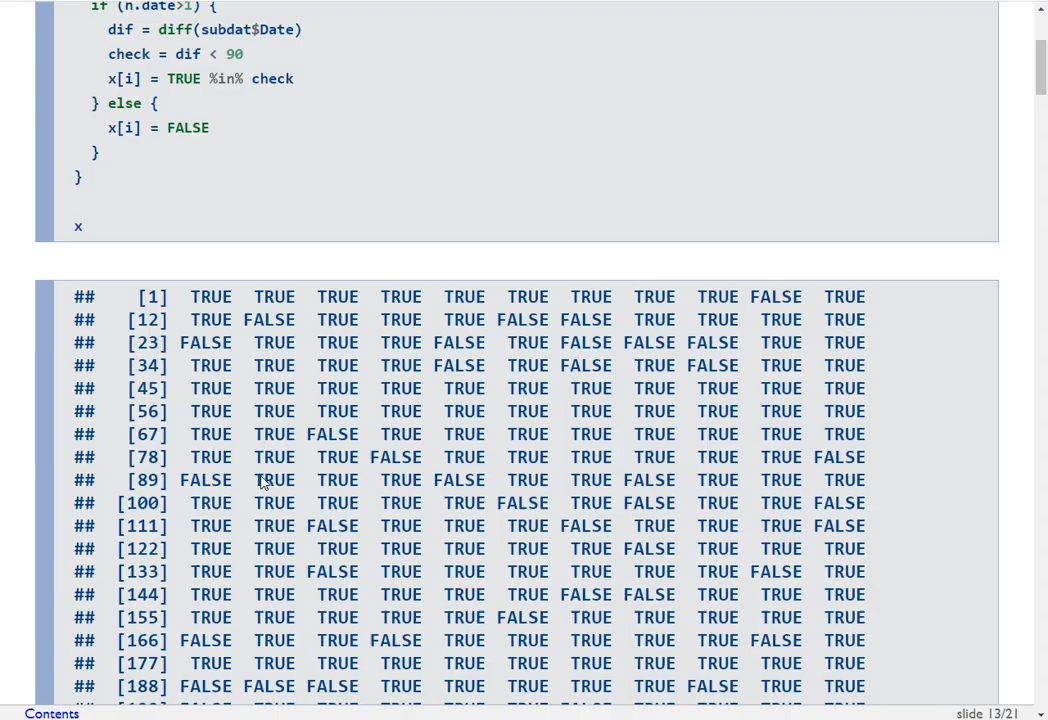 if (n.date>1) {
dif = diff(subdat$Date)
check = dif < 90
x[i] = TRUE %in% check
} else {
x[i] = FALSE
}
}
x
## [1] TRUE TRUE TRUE TRUE TRUE TRUE TRUE TRUE TRUE FALSE TRUE
## [12] TRUE FALSE TRUE TRUE TRUE FALSE FALSE TRUE TRUE TRUE TRUE
## [23] FALSE TRUE TRUE TRUE FALSE TRUE FALSE FALSE FALSE TRUE TRUE
## [34] TRUE TRUE TRUE TRUE FALSE TRUE FALSE TRUE FALSE TRUE TRUE
## [45] TRUE TRUE TRUE TRUE TRUE TRUE TRUE TRUE TRUE TRUE TRUE
## [56] TRUE TRUE TRUE TRUE TRUE TRUE TRUE TRUE TRUE TRUE TRUE
## [67] TRUE TRUE FALSE TRUE TRUE TRUE TRUE TRUE TRUE TRUE TRUE
## [78] TRUE TRUE TRUE FALSE TRUE TRUE TRUE TRUE TRUE TRUE FALSE
## [89] FALSE TRUE TRUE TRUE FALSE TRUE TRUE FALSE TRUE TRUE TRUE
## [100] TRUE TRUE TRUE TRUE TRUE FALSE TRUE FALSE TRUE TRUE FALSE
## [111] TRUE TRUE FALSE TRUE TRUE TRUE FALSE TRUE TRUE TRUE FALSE
## [122] TRUE TRUE TRUE TRUE TRUE TRUE TRUE FALSE TRUE TRUE TRUE
## [133] TRUE TRUE FALSE TRUE TRUE TRUE TRUE TRUE TRUE FALSE TRUE
## [144] TRUE TRUE TRUE TRUE TRUE TRUE FALSE FALSE TRUE TRUE TRUE
## [155] TRUE TRUE TRUE TRUE TRUE FALSE TRUE TRUE TRUE TRUE TRUE
## [166] FALSE TRUE TRUE FALSE TRUE TRUE TRUE TRUE TRUE FALSE TRUE
## [177] TRUE TRUE TRUE TRUE TRUE TRUE TRUE TRUE TRUE TRUE TRUE
## [188] FALSE FALSE FALSE TRUE TRUE TRUE TRUE TRUE FALSE TRUE TRUE
Contents
slide 13/21